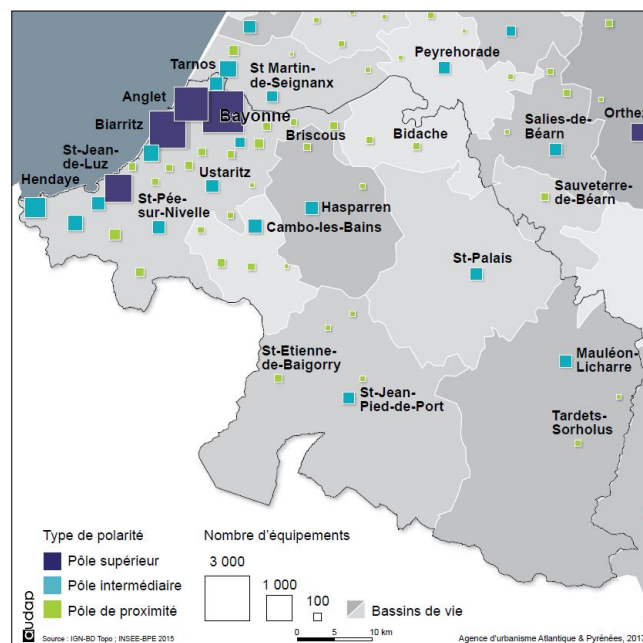 Peyrehorade
Tarnos
St Martin-
de-Seignanx
Anglet
Bayonne
Biarritz
Briscous
Bidache
Salies-de-
Béarn
Orthez
St-Jean-
de-Luz
Hendaye
Ustaritz
St-Pée-
sur-Nivelle
Hasparren
Cambo-les-Bains
Sauveterre-
de-Béarn
St-Palais
St-Etienne-
de-Baigorry
St-Jean-
Pied-de-Port
Mauléon-
Licharre
Tardets-
Sorholus
Type de polarité
Pôle supérieur
Pôle intermédiaire
Pôle de proximité
Nombre d'équipements
3 000
1 000
100
Bassins de vie
audap
Source : IGN-BD Topo ; INSEE-BPE 2015
0 5 10 km
Agence d'urbanisme Atlantique & Pyrénées, 201